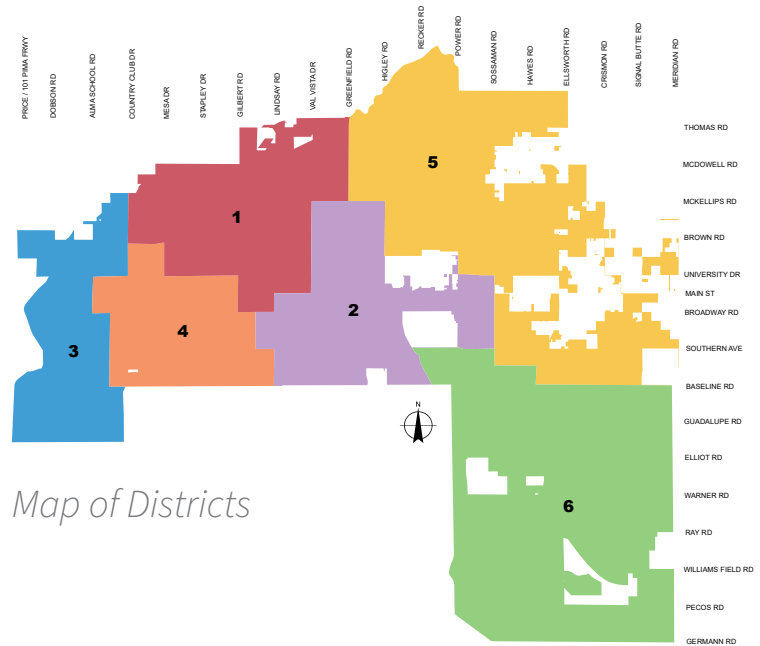 PRICE / 101 PIMA FRWY
DOBSON RD
ALMA SCHOOL RD
COUNTRY CLUB DR
MESA DR
STAPLEY DR
GILBERT RD
LINDSAY RD
VAL VISTA DR
GREENFIELD RD
HIGLEY RD
RECKER RD
POWER RD
SOSSAMAN RD
HAWES RD
ELLSWORTH RD
CRISMON RD
SIGNAL BUTTE RD
MERIDIAN RD
THOMAS RD
MCDOWELL RD
MCKELLIPS RD
BROWN RD
UNIVERSITY DR
MAIN ST
BROADWAY RD
SOUTHERN AVE
BASELINE RD
GUADALUPE RD
ELLIOT RD
WARNER RD
RAY RD
WILLIAMS FIELD RD
PECOS RD
GERMANN RD
5
1
2
4
3
6
N
Map of Districts